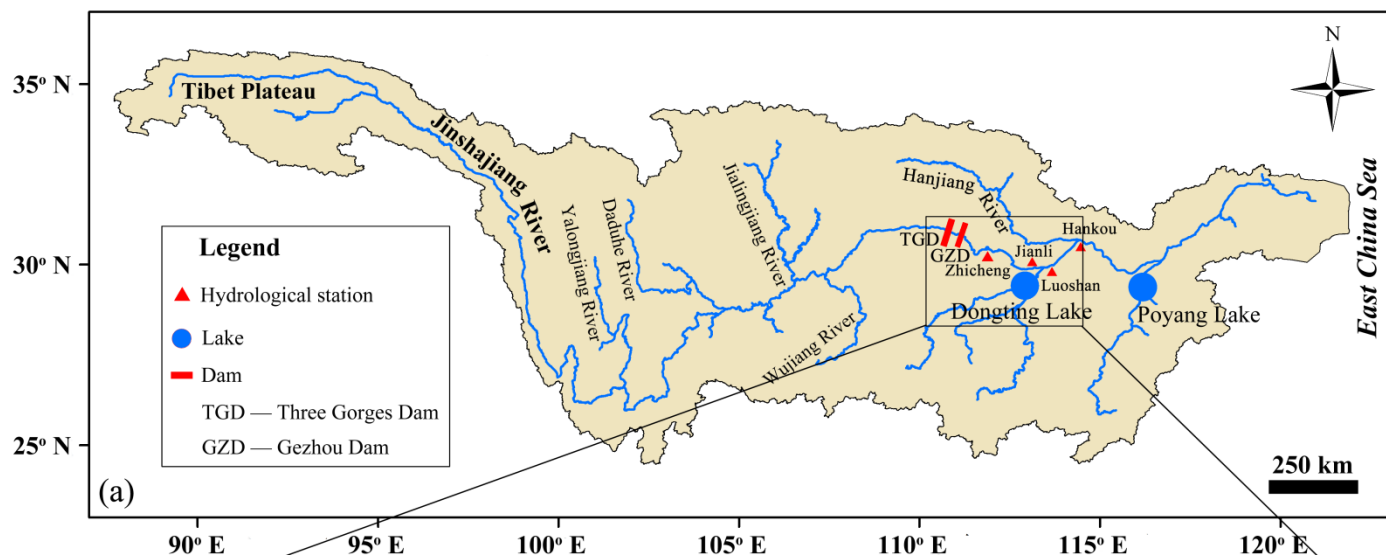 N
35° N
30° N
25° N
Tibet Plateau
Jinshajiang
River
Yalongjiang River
Daduhe River
Jialingjiang River
Wujiang River
Hanjiang
River
TGD
GZD
Zhicheng
Jianli
Hankou
Luoshan
Dongting Lake
Poyang Lake
East China Sea
Legend
Hydrological station
Lake
Dam
TGD — Three Gorges Dam
GZD — Gezhou Dam
(a)
250 km
90° E
95° E
100° E
105° E
110° E
115° E
120° E